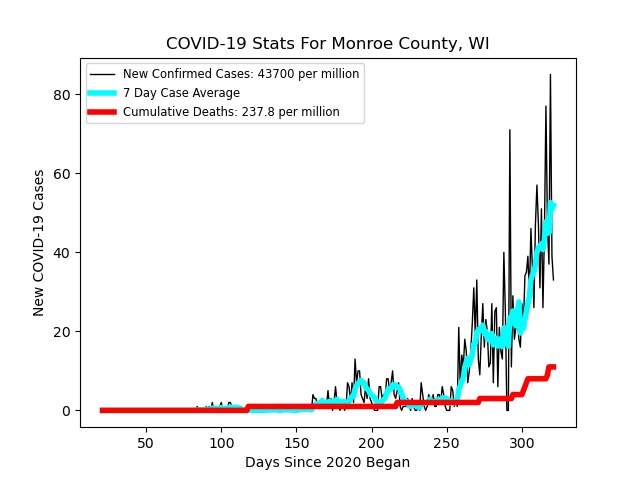 COVID-19 Stats For Monroe County, WI
New Confirmed Cases: 43700 per million
7 Day Case Average
Cumulative Deaths: 237.8 per million
80
60
40
20
0
New COVID-19 Cases
50 100 150 200 250 300
Days Since 2020 Began